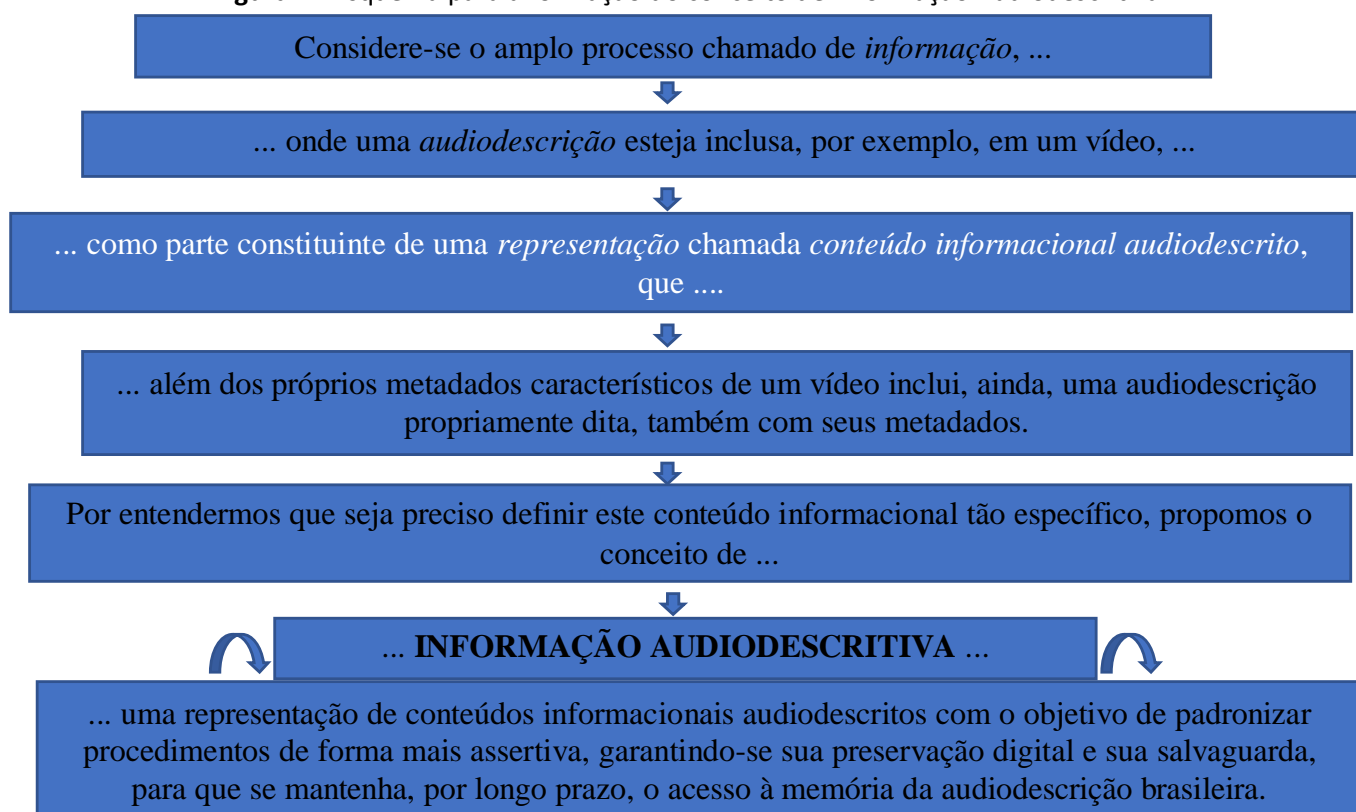 Considere-se o amplo processo chamado de informação, ...
... onde uma audiodescrição esteja inclusa, por exemplo, em um vídeo, ...
... como parte constituinte de uma representação chamada conteúdo informacional audiodescrito,
que ....
... além dos próprios metadados característicos de um vídeo inclui, ainda, uma audiodescrição
propriamente dita, também com seus metadados.
Por entendermos que seja preciso definir este conteúdo informacional tão específico, propomos o
conceito de ...
... INFORMAÇÃO AUDIODESCRITIVA ...
... uma representação de conteúdos informacionais audiodescritos com o objetivo de padronizar
procedimentos de forma mais assertiva, garantindo-se sua preservação digital e sua salvaguarda,
para que se mantenha, por longo prazo, o acesso à memória da audiodescrição brasileira.